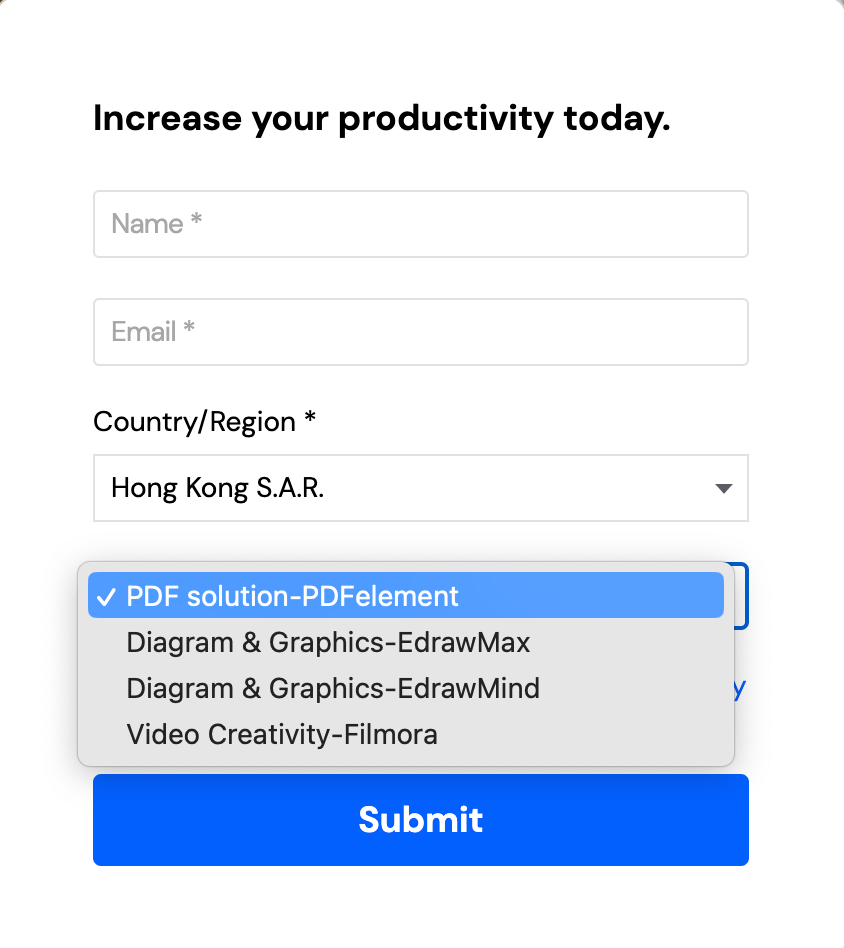 Increase your productivity today.
Name *
Email *
Country/Region *
Hong Kong S.A.R.
✓ PDF solution-PDFelement
Diagram & Graphics-EdrawMax
Diagram & Graphics-EdrawMind
y
Video Creativity-Filmora
Submit